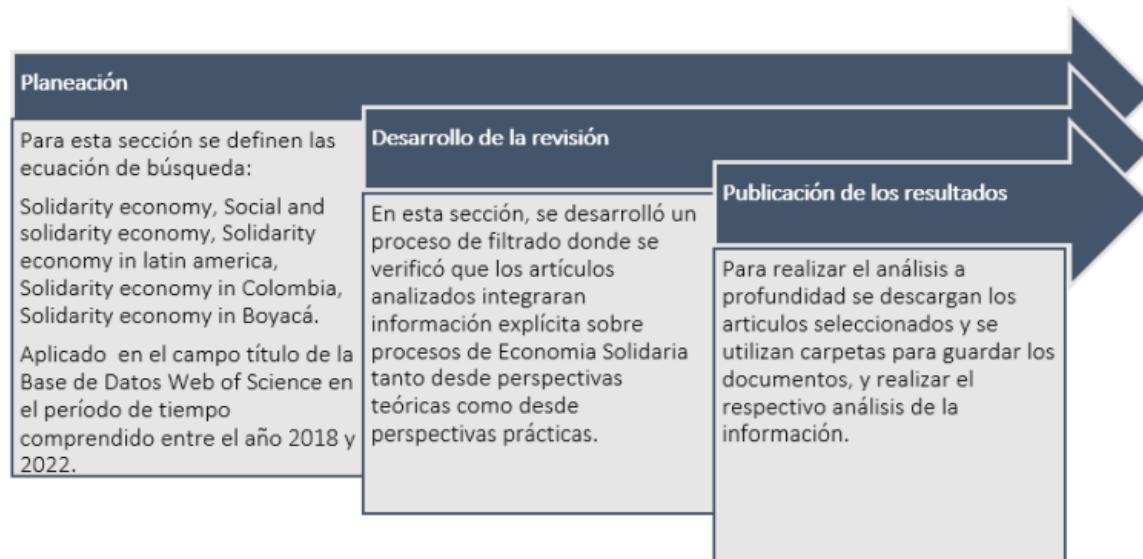 Planeación
Para esta sección se definen las
ecuación de búsqueda:
Solidarity economy, Social and
solidarity economy, Solidarity
economy in latin america,
Solidarity economy in Colombia,
Solidarity economy in Boyacá.
Aplicado en el campo título de la
Base de Datos Web of Science en
el período de tiempo
comprendido entre el año 2018 y
2022.
Desarrollo de la revisión
En esta sección, se desarrolló un
proceso de filtrado donde se
verificó que los artículos
analizados integraran
información explícita sobre
procesos de Economia Solidaria
tanto desde perspectivas
teóricas como desde
perspectivas prácticas.
Publicación de los resultados
Para realizar el análisis a
profundidad se descargan los
articulos seleccionados y se
utilizan carpetas para guardar los
documentos, y realizar el
respectivo análisis de la
información.